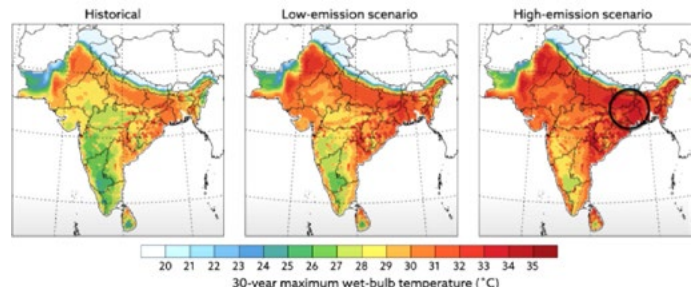 Historical
Low-emission scenario
High-emission scenario
20 21 22 23 24 25 26 27 28 29 30 31 32 33 34 35
30-year maximum wet-bulb temperature (˚C)